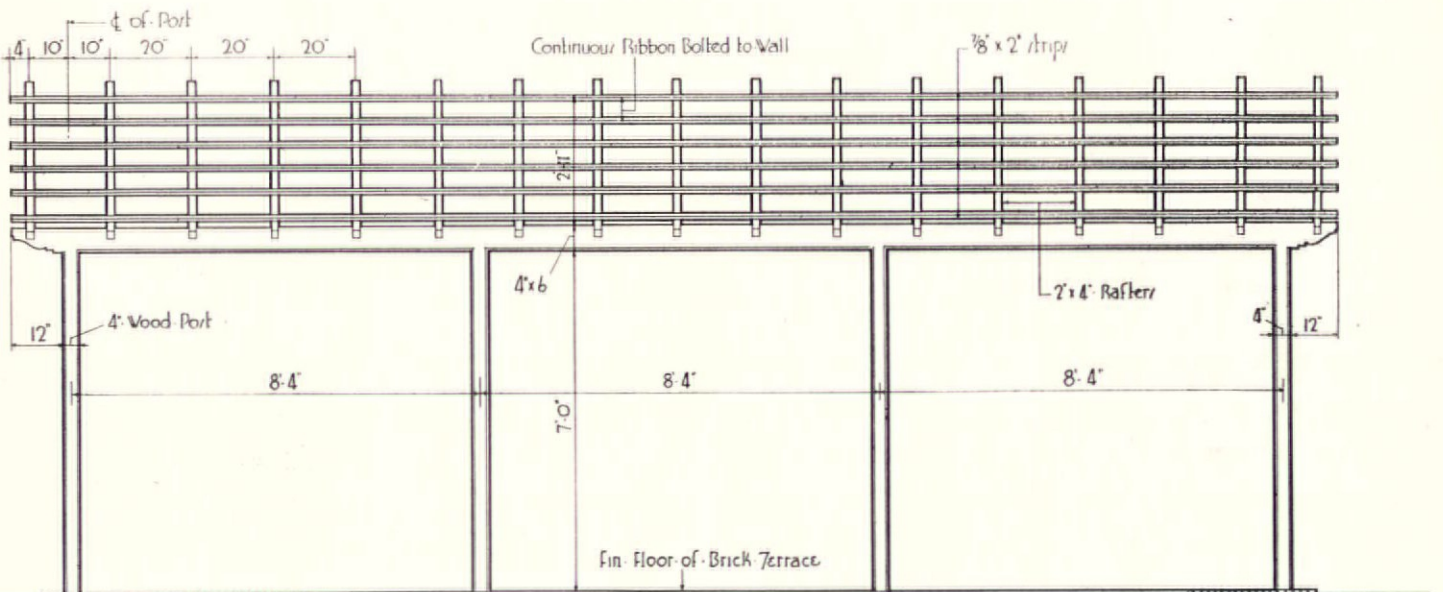 ℄ of·Post
4" 10" 10" 20" 20" 20"
Continuous Ribbon Bolted to Wall
⅞" x 2" strips
2'-11"
4"x6
2"x 4" Rafters
12"
4"·Wood·Post
4"
12"
8'-4"
8'-4"
8'-4"
7'-0"
Fin·Floor·of·Brick·Terrace